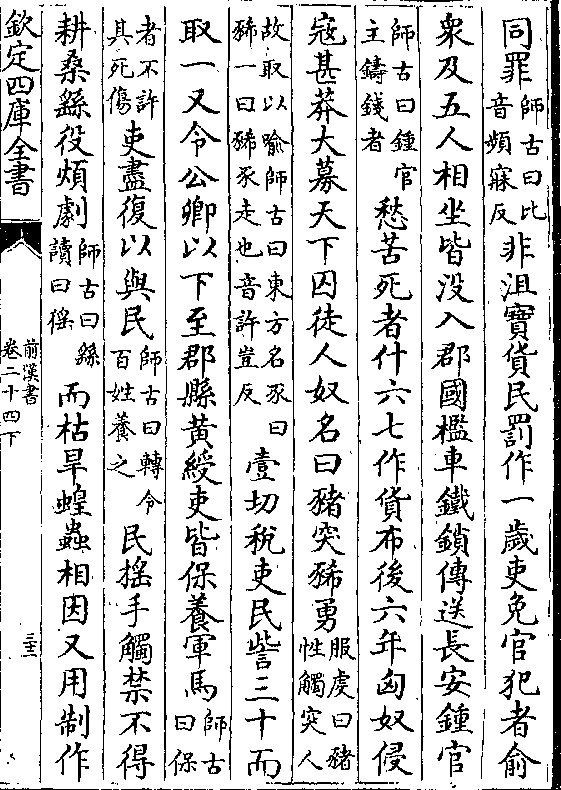 同罪師古曰比音頻寐反非沮寶貨民罰作一歲吏免官犯者俞
衆及五人相坐皆没入郡國檻車鐵鎖傳送長安鍾官
師古曰鍾官主鑄錢者愁苦死者什六七作貨布後六年匈奴侵
寇甚莽大募天下囚徒人奴名曰豬突豨勇服虔曰豬性觸突人
故取以喻師古曰東方名豕曰豨一曰豨豕走也音許豈反壹切稅吏民訾三十而
取一又令公卿以下至郡縣黄綬吏皆保養軍馬師古曰保
者不許其死傷吏盡復以與民師古曰轉令百姓養之民揺手觸禁不得
耕桑繇役煩劇師古曰繇讀曰徭而枯旱蝗蟲相因又用制作
欽定四庫全書
前漢書
卷二十四下